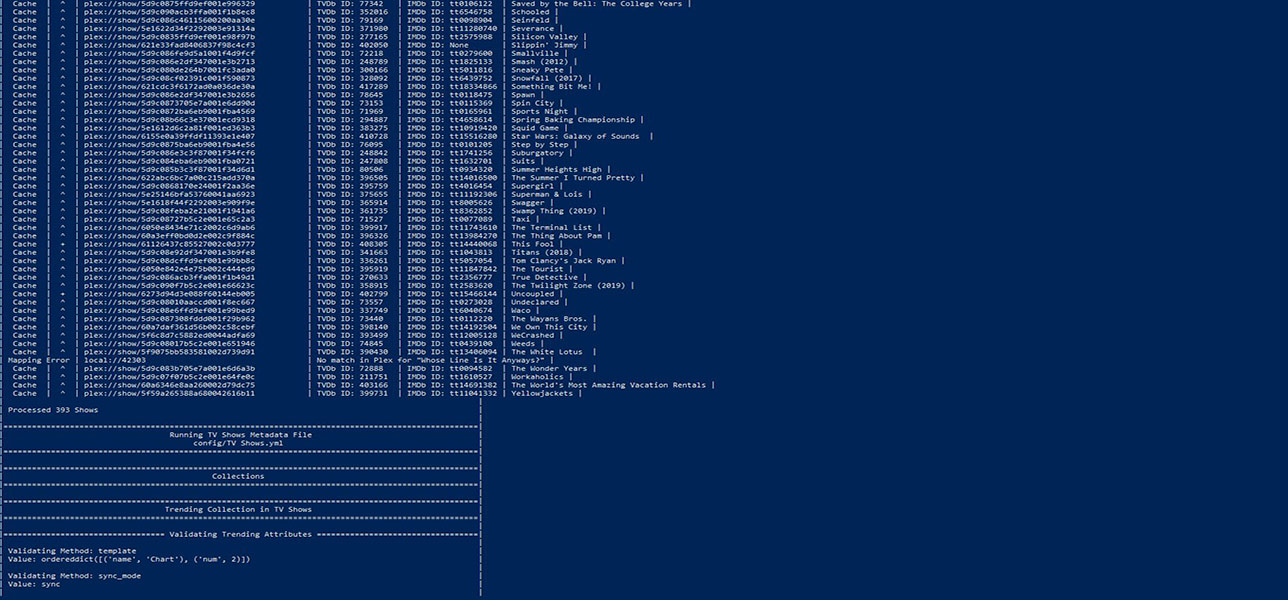 Cache | ^ | plex://show/5d9c0875ffd9ef001e996329 | TVDb ID: 77342 | IMDb ID: tt0106122 | Saved by the Bell: The College Years |
Cache | ^ | plex://show/5d9c090acb3ffa001f1b8ec8 | TVDb ID: 352016 | IMDb ID: tt6546758 | Schooled |
Cache | ^ | plex://show/5d9c086c46115600200aa30e | TVDb ID: 79169 | IMDb ID: tt0098904 | Seinfeld |
Cache | ^ | plex://show/5e1622d34f2292003e91314a | TVDb ID: 371980 | IMDb ID: tt11280740 | Severance |
Cache | ^ | plex://show/5d9c0835ffd9ef001e98f97b | TVDb ID: 277165 | IMDb ID: tt2575988 | Silicon Valley |
Cache | ^ | plex://show/621e33fad8406837f98c4cf3 | TVDb ID: 402050 | IMDb ID: None | Slippin' Jimmy |
Cache | ^ | plex://show/5d9c086fe9d5a1001f4d9fcf | TVDb ID: 72218 | IMDb ID: tt0279600 | Smallville |
Cache | ^ | plex://show/5d9c086e2df347001e3b2713 | TVDb ID: 248789 | IMDb ID: tt1825133 | Smash (2012) |
Cache | ^ | plex://show/5d9c080de264b7001fc3ada0 | TVDb ID: 300166 | IMDb ID: tt5011816 | Sneaky Pete |
Cache | ^ | plex://show/5d9c08cf02391c001f590873 | TVDb ID: 328092 | IMDb ID: tt6439752 | Snowfall (2017) |
Cache | ^ | plex://show/621cdc3f6172ad0a036de30a | TVDb ID: 417289 | IMDb ID: tt18334866 | Something Bit Me! |
Cache | ^ | plex://show/5d9c086e2df347001e3b2656 | TVDb ID: 78645 | IMDb ID: tt0118475 | Spawn |
Cache | ^ | plex://show/5d9c0873705e7a001e6dd90d | TVDb ID: 73153 | IMDb ID: tt0115369 | Spin City |
Cache | ^ | plex://show/5d9c0872ba6eb9001fba4569 | TVDb ID: 71969 | IMDb ID: tt0165961 | Sports Night |
Cache | ^ | plex://show/5d9c08b66c3e37001ecd9318 | TVDb ID: 294887 | IMDb ID: tt4658614 | Spring Baking Championship |
Cache | ^ | plex://show/5e1612d6c2a81f001ed363b3 | TVDb ID: 383275 | IMDb ID: tt10919420 | Squid Game |
Cache | ^ | plex://show/6155e0a39ffdf11393e1e407 | TVDb ID: 410728 | IMDb ID: tt15516280 | Star Wars: Galaxy of Sounds |
Cache | ^ | plex://show/5d9c0875ba6eb9001fba4e56 | TVDb ID: 76095 | IMDb ID: tt0101205 | Step by Step |
Cache | ^ | plex://show/5d9c086e3c3f87001f34fcf6 | TVDb ID: 248842 | IMDb ID: tt1741256 | Suburgatory |
Cache | ^ | plex://show/5d9c084eba6eb9001fba0721 | TVDb ID: 247808 | IMDb ID: tt1632701 | Suits |
Cache | ^ | plex://show/5d9c085b3c3f87001f34d6d1 | TVDb ID: 80506 | IMDb ID: tt0934320 | Summer Heights High |
Cache | ^ | plex://show/622abc6bc7a00c215add370a | TVDb ID: 396505 | IMDb ID: tt14016500 | The Summer I Turned Pretty |
Cache | ^ | plex://show/5d9c0868170e24001f2aa36e | TVDb ID: 295759 | IMDb ID: tt4016454 | Supergirl |
Cache | ^ | plex://show/5e25146bfa53760041aa6923 | TVDb ID: 375655 | IMDb ID: tt11192306 | Superman & Lois |
Cache | ^ | plex://show/5e1618f44f2292003e909f9e | TVDb ID: 365914 | IMDb ID: tt8005626 | Swagger |
Cache | ^ | plex://show/5d9c08feba2e21001f1941a6 | TVDb ID: 361735 | IMDb ID: tt8362852 | Swamp Thing (2019) |
Cache | ^ | plex://show/5d9c08727b5c2e001e65c2a3 | TVDb ID: 71527 | IMDb ID: tt0077089 | Taxi |
Cache | ^ | plex://show/6050e8434e71c2002c6d9ab6 | TVDb ID: 399917 | IMDb ID: tt11743610 | The Terminal List |
Cache | ^ | plex://show/60a3eff0bd0d2e002c9f884c | TVDb ID: 396326 | IMDb ID: tt13984270 | The Thing About Pam |
Cache | + | plex://show/61126437c85527002c0d3777 | TVDb ID: 408305 | IMDb ID: tt14440068 | This Fool |
Cache | ^ | plex://show/5d9c08e92df347001e3b9fe8 | TVDb ID: 341663 | IMDb ID: tt1043813 | Titans (2018) |
Cache | ^ | plex://show/5d9c08dcffd9ef001e99bb8c | TVDb ID: 336261 | IMDb ID: tt5057054 | Tom Clancy's Jack Ryan |
Cache | ^ | plex://show/6050e842e4e75b002c444ed9 | TVDb ID: 395919 | IMDb ID: tt11847842 | The Tourist |
Cache | ^ | plex://show/5d9c086acb3ffa001f1b49d1 | TVDb ID: 270633 | IMDb ID: tt2356777 | True Detective |
Cache | ^ | plex://show/5d9c090f7b5c2e001e66623c | TVDb ID: 358915 | IMDb ID: tt2583620 | The Twilight Zone (2019) |
Cache | + | plex://show/6273d94d3e088f60144eb005 | TVDb ID: 402799 | IMDb ID: tt15466144 | Uncoupled |
Cache | ^ | plex://show/5d9c08010aaccd001f8ec667 | TVDb ID: 73557 | IMDb ID: tt0273028 | Undeclared |
Cache | ^ | plex://show/5d9c08e6ffd9ef001e99bed9 | TVDb ID: 337749 | IMDb ID: tt6040674 | Waco |
Cache | ^ | plex://show/5d9c087308fddd001f29b962 | TVDb ID: 73440 | IMDb ID: tt0112220 | The Wayans Bros. |
Cache | ^ | plex://show/60a7daf361d56b002c58cebf | TVDb ID: 398140 | IMDb ID: tt14192504 | We Own This City |
Cache | ^ | plex://show/5f6c8d7c5882ed0044adfa69 | TVDb ID: 393499 | IMDb ID: tt12005128 | WeCrashed |
Cache | ^ | plex://show/5d9c08017b5c2e001e651946 | TVDb ID: 74845 | IMDb ID: tt0439100 | Weeds |
Cache | ^ | plex://show/5f9075bb583581002d739d91 | TVDb ID: 390430 | IMDb ID: tt13406094 | The White Lotus |
Mapping Error | local://42303 | No match in Plex for "Whose Line Is It Anyways?" |
Cache | ^ | plex://show/5d9c083b705e7a001e6d6a3b | TVDb ID: 72888 | IMDb ID: tt0094582 | The Wonder Years |
Cache | ^ | plex://show/5d9c07f07b5c2e001e64fe0c | TVDb ID: 211751 | IMDb ID: tt1610527 | Workaholics |
Cache | ^ | plex://show/60a6346e8aa260002d79dc75 | TVDb ID: 403166 | IMDb ID: tt14691382 | The World's Most Amazing Vacation Rentals |
Cache | ^ | plex://show/5f59a265388a680042616b11 | TVDb ID: 399731 | IMDb ID: tt11041332 | Yellowjackets |
Processed 393 Shows
Running TV Shows Metadata File
config/TV Shows.yml
Collections
Trending Collection in TV Shows
Validating Trending Attributes
Validating Method: template
Value: ordereddict([('name', 'Chart'), ('num', 2)])
Validating Method: sync_mode
Value: sync